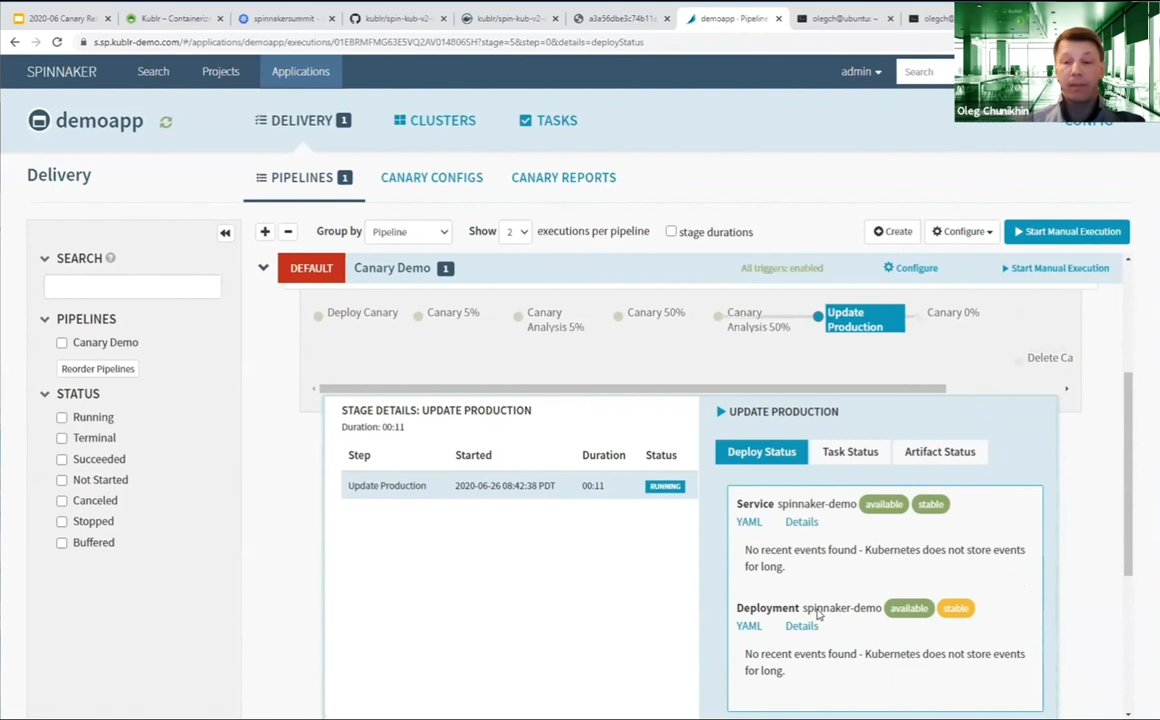 2020-06 Canary Re
Kublr – Containeriz
spinnakersummit -
kublr/spin-kub-v2-
kublr/spin-kub-v2-
a3a56dbe3c74b11e
demoapp - Pipeline
olegch@ubuntu: ~
olegch@
s.sp.kublr-demo.com/#/applications/demoapp/executions/01EBRMFMG63E5VQ2AV014806SH?stage=5&step=0&details=deployStatus
SPINNAKER
Search
Projects
Applications
admin
Search
Oleg Chunikhin
demoapp
DELIVERY 1
CLUSTERS
TASKS
CONFIG
Delivery
PIPELINES 1
CANARY CONFIGS
CANARY REPORTS
Group by
Pipeline
Show
2
executions per pipeline
stage durations
Create
Configure
Start Manual Execution
SEARCH
PIPELINES
Canary Demo
Reorder Pipelines
STATUS
Running
Terminal
Succeeded
Not Started
Canceled
Stopped
Buffered
DEFAULT
Canary Demo 1
All triggers: enabled
Configure
Start Manual Execution
Deploy Canary
Canary 5%
Canary
Analysis 5%
Canary 50%
Canary
Analysis 50%
Update
Production
Canary 0%
Delete Ca
STAGE DETAILS: UPDATE PRODUCTION
Duration: 00:11
Step Started Duration Status
Update Production 2020-06-26 08:42:38 PDT 00:11 RUNNING
UPDATE PRODUCTION
Deploy Status
Task Status
Artifact Status
Service spinnaker-demo available stable
YAML Details
No recent events found - Kubernetes does not store events
for long.
Deployment spinnaker-demo available stable
YAML Details
No recent events found - Kubernetes does not store events
for long.